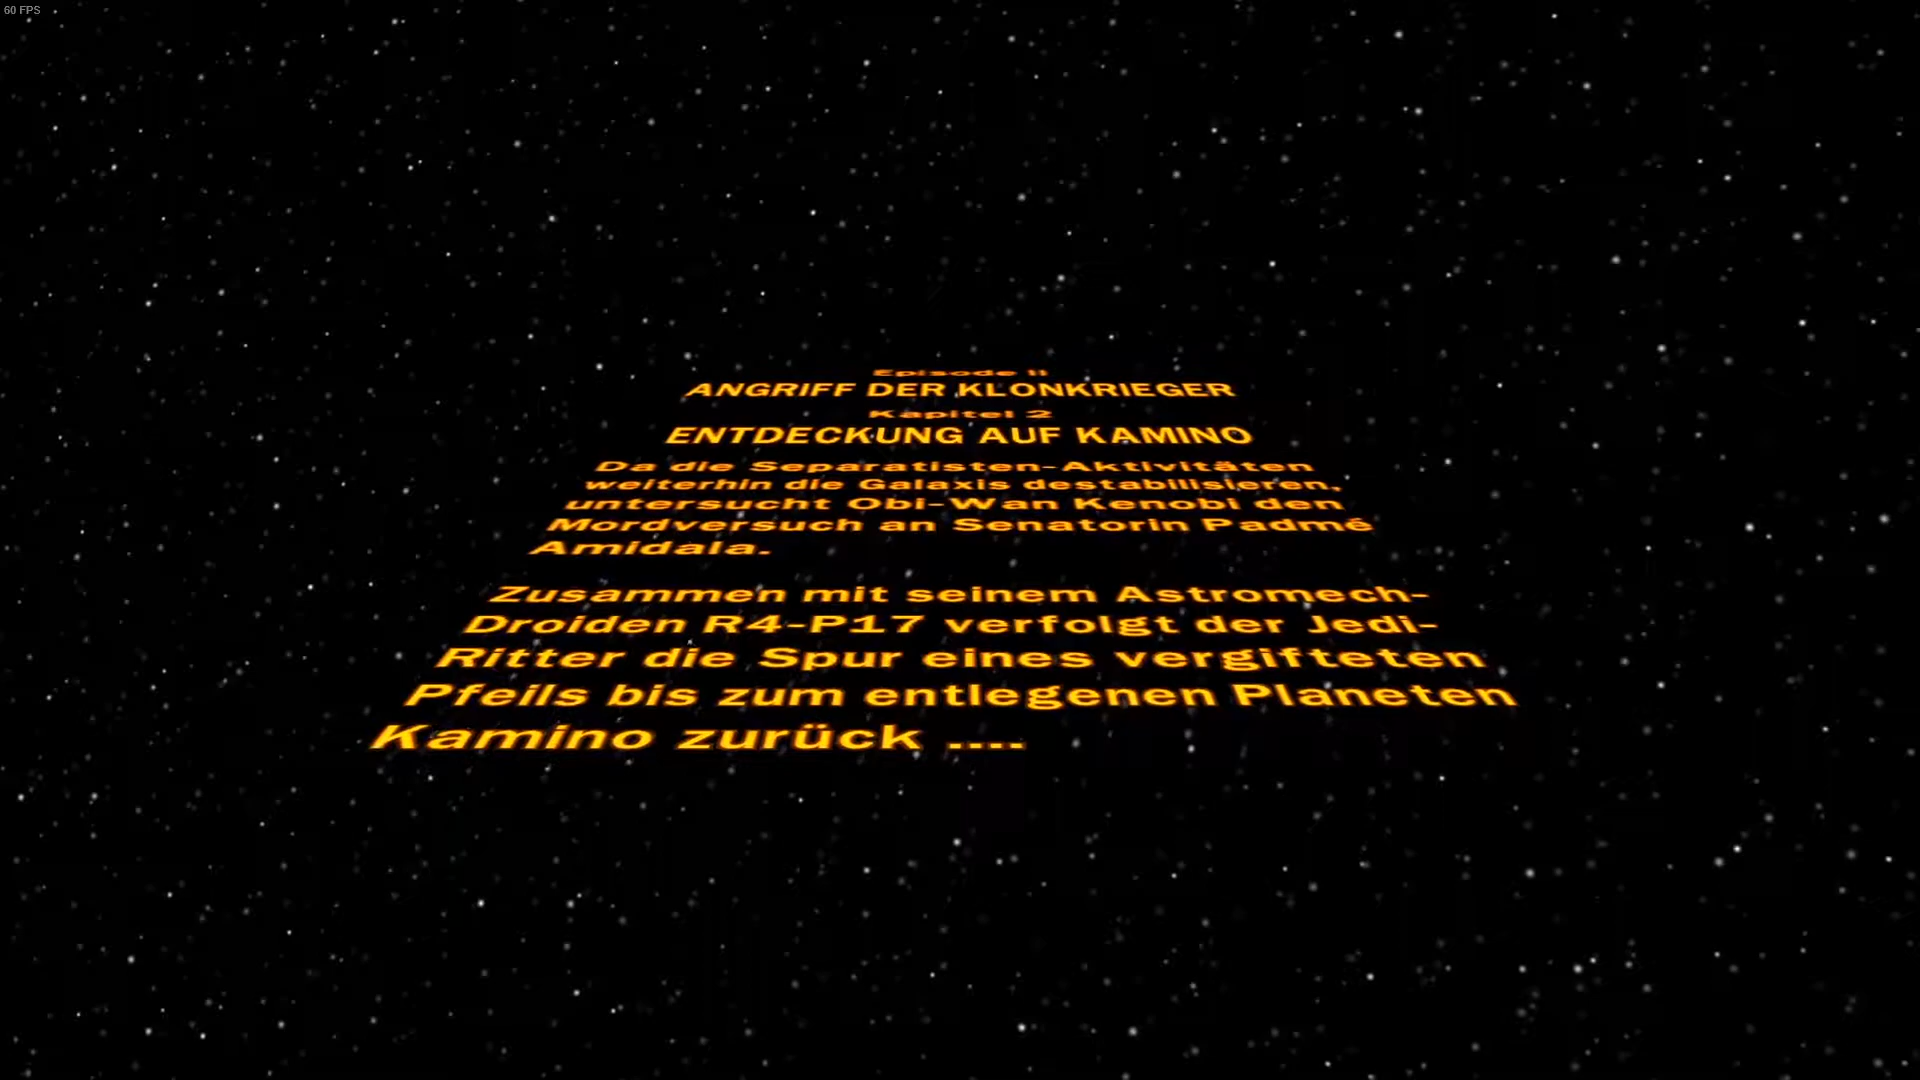 60 FPS
Episode II
ANGRIFF DER KLONKRIEGER
Kapitel 2
ENTDECKUNG AUF KAMINO
Da die Separatisten-Aktivitäten
weiterhin die Galaxis destabilisieren,
untersucht Obi-Wan Kenobi den
Mordversuch an Senatorin Padmé
Amidala.
Zusammen mit seinem Astromech-
Droiden R4-P17 verfolgt der Jedi-
Ritter die Spur eines vergifteten
Pfeils bis zum entlegenen Planeten
Kamino zurück ....